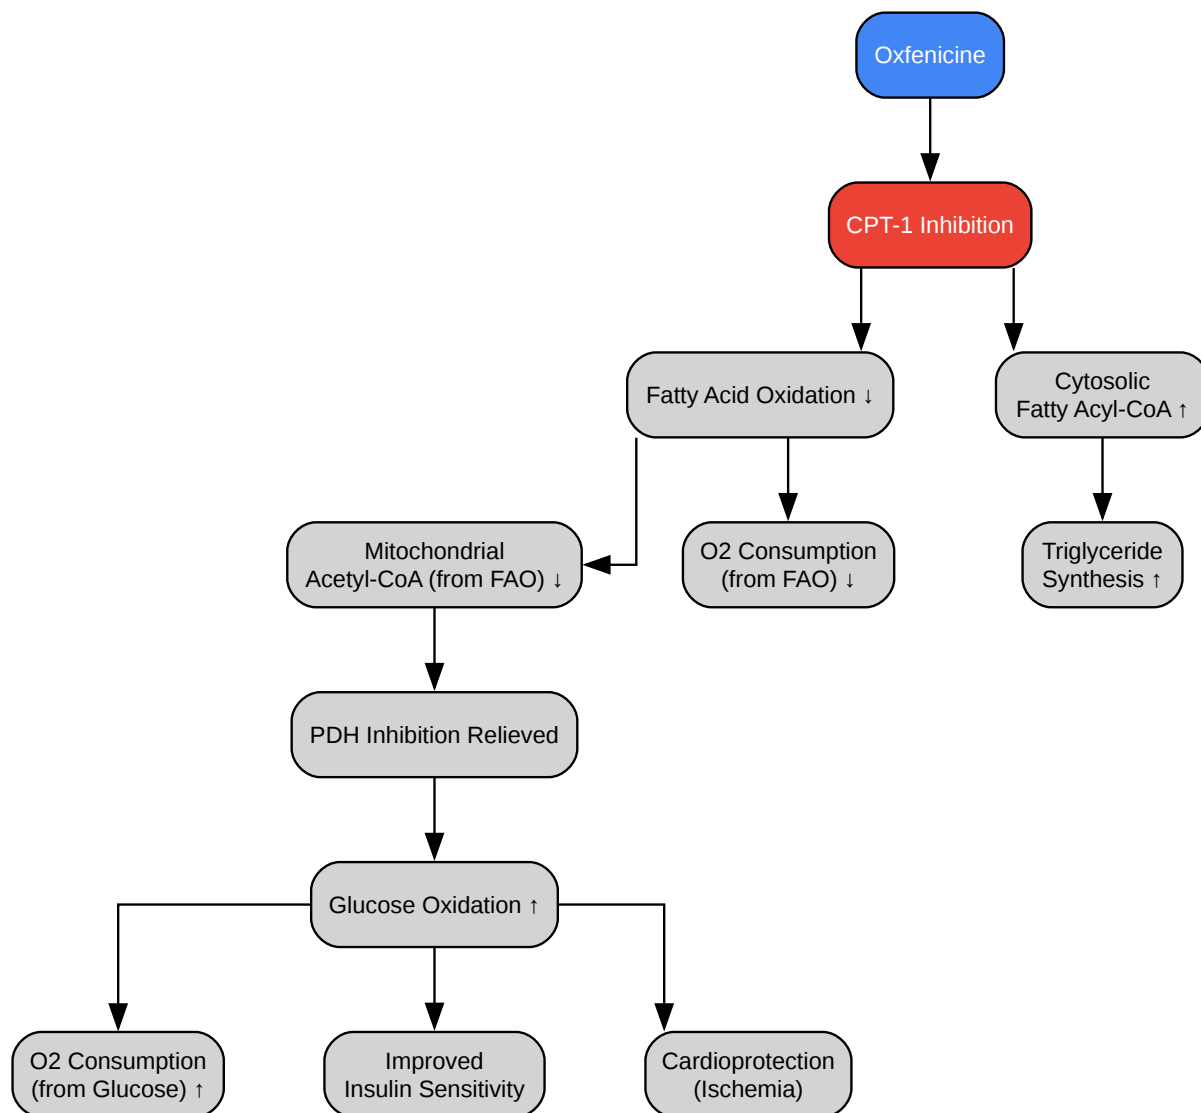 Oxfenicine
CPT-1 Inhibition
Fatty Acid Oxidation ↓
Cytosolic
Fatty Acyl-CoA ↑
Mitochondrial
Acetyl-CoA (from FAO) ↓
O2 Consumption
(from FAO) ↓
Triglyceride
Synthesis ↑
PDH Inhibition Relieved
Glucose Oxidation ↑
O2 Consumption
(from Glucose) ↑
Improved
Insulin Sensitivity
Cardioprotection
(Ischemia)